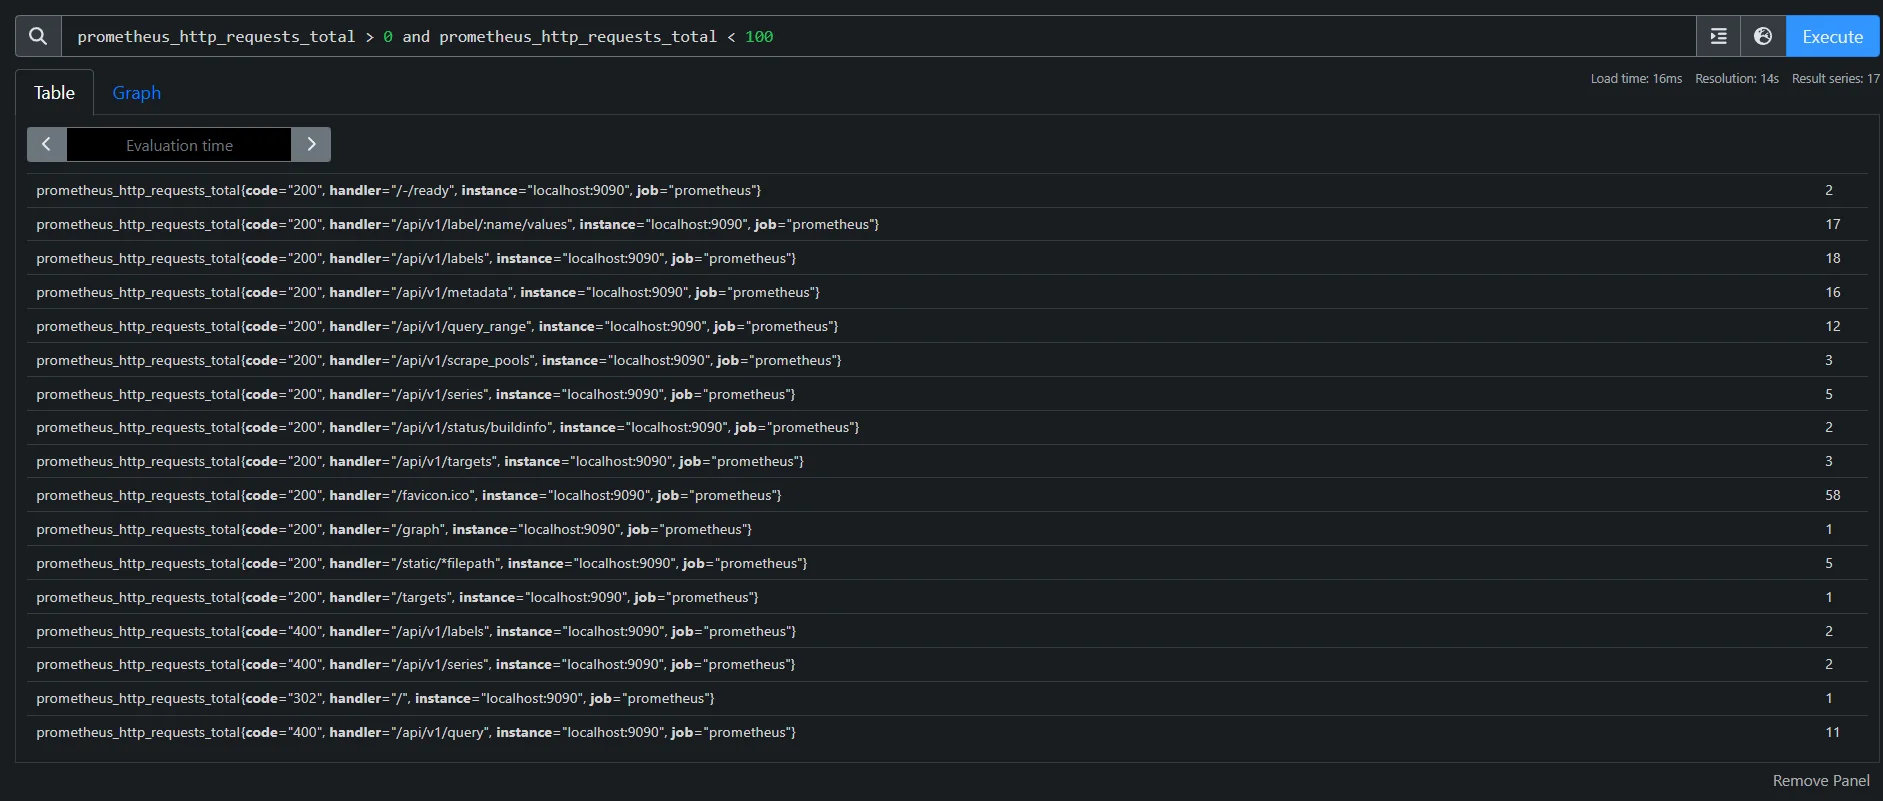 prometheus_http_requests_total > 0 and prometheus_http_requests_total < 100 Execute
Load time: 16ms Resolution: 14s Result series: 17
Table Graph
Evaluation time
prometheus_http_requests_total{code="200", handler="/-/ready", instance="localhost:9090", job="prometheus"} 2
prometheus_http_requests_total{code="200", handler="/api/v1/label/:name/values", instance="localhost:9090", job="prometheus"} 17
prometheus_http_requests_total{code="200", handler="/api/v1/labels", instance="localhost:9090", job="prometheus"} 18
prometheus_http_requests_total{code="200", handler="/api/v1/metadata", instance="localhost:9090", job="prometheus"} 16
prometheus_http_requests_total{code="200", handler="/api/v1/query_range", instance="localhost:9090", job="prometheus"} 12
prometheus_http_requests_total{code="200", handler="/api/v1/scrape_pools", instance="localhost:9090", job="prometheus"} 3
prometheus_http_requests_total{code="200", handler="/api/v1/series", instance="localhost:9090", job="prometheus"} 5
prometheus_http_requests_total{code="200", handler="/api/v1/status/buildinfo", instance="localhost:9090", job="prometheus"} 2
prometheus_http_requests_total{code="200", handler="/api/v1/targets", instance="localhost:9090", job="prometheus"} 3
prometheus_http_requests_total{code="200", handler="/favicon.ico", instance="localhost:9090", job="prometheus"} 58
prometheus_http_requests_total{code="200", handler="/graph", instance="localhost:9090", job="prometheus"} 1
prometheus_http_requests_total{code="200", handler="/static/*filepath", instance="localhost:9090", job="prometheus"} 5
prometheus_http_requests_total{code="200", handler="/targets", instance="localhost:9090", job="prometheus"} 1
prometheus_http_requests_total{code="400", handler="/api/v1/labels", instance="localhost:9090", job="prometheus"} 2
prometheus_http_requests_total{code="400", handler="/api/v1/series", instance="localhost:9090", job="prometheus"} 2
prometheus_http_requests_total{code="302", handler="/", instance="localhost:9090", job="prometheus"} 1
prometheus_http_requests_total{code="400", handler="/api/v1/query", instance="localhost:9090", job="prometheus"} 11
Remove Panel